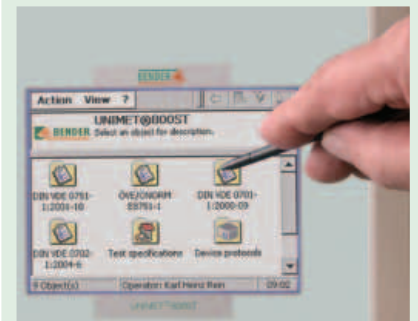 BENDER
Action View ?
UNIMET@800ST
BENDER Select an object for description.
DIN VDE 0751-
1:2001-10
ÖVE/ÖNORM
E8751-1
DIN VDE 0701-
1:2000-09
DIN VDE 0702-
1:2004-6
Test specifications
Device protocols
9 Object(s)
Operator: Karl Heinz Rein
09:02
UNIMET®800ST